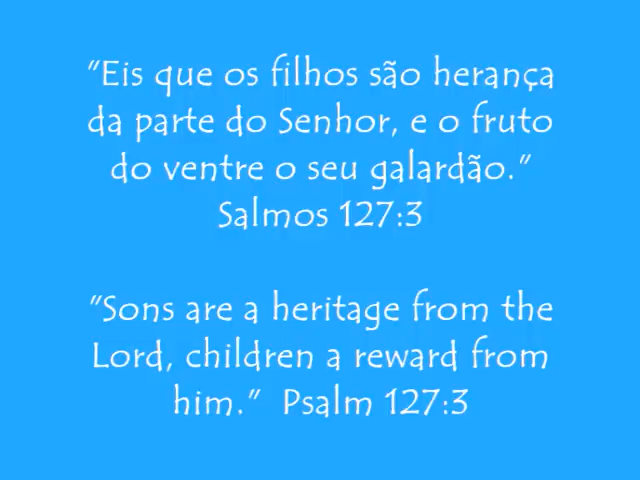 "Eis que os filhos são herança
da parte do Senhor, e o fruto
do ventre o seu galardão."
Salmos 127:3
"Sons are a heritage from the
Lord, children a reward from
him."  Psalm 127:3